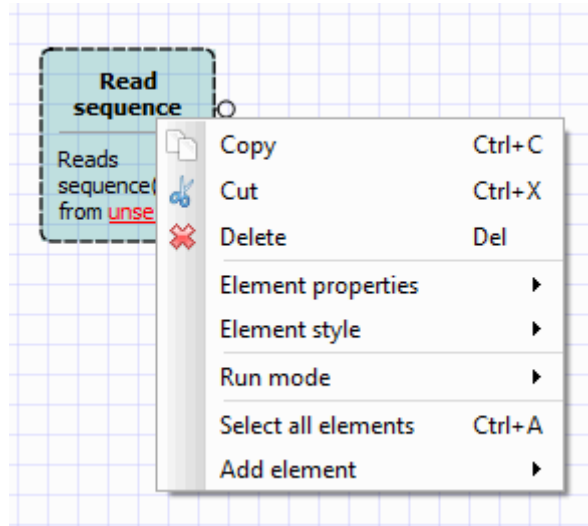 Read
sequence
Reads
sequence(
from unse
Copy Ctrl+C
Cut Ctrl+X
Delete Del
Element properties
Element style
Run mode
Select all elements Ctrl+A
Add element